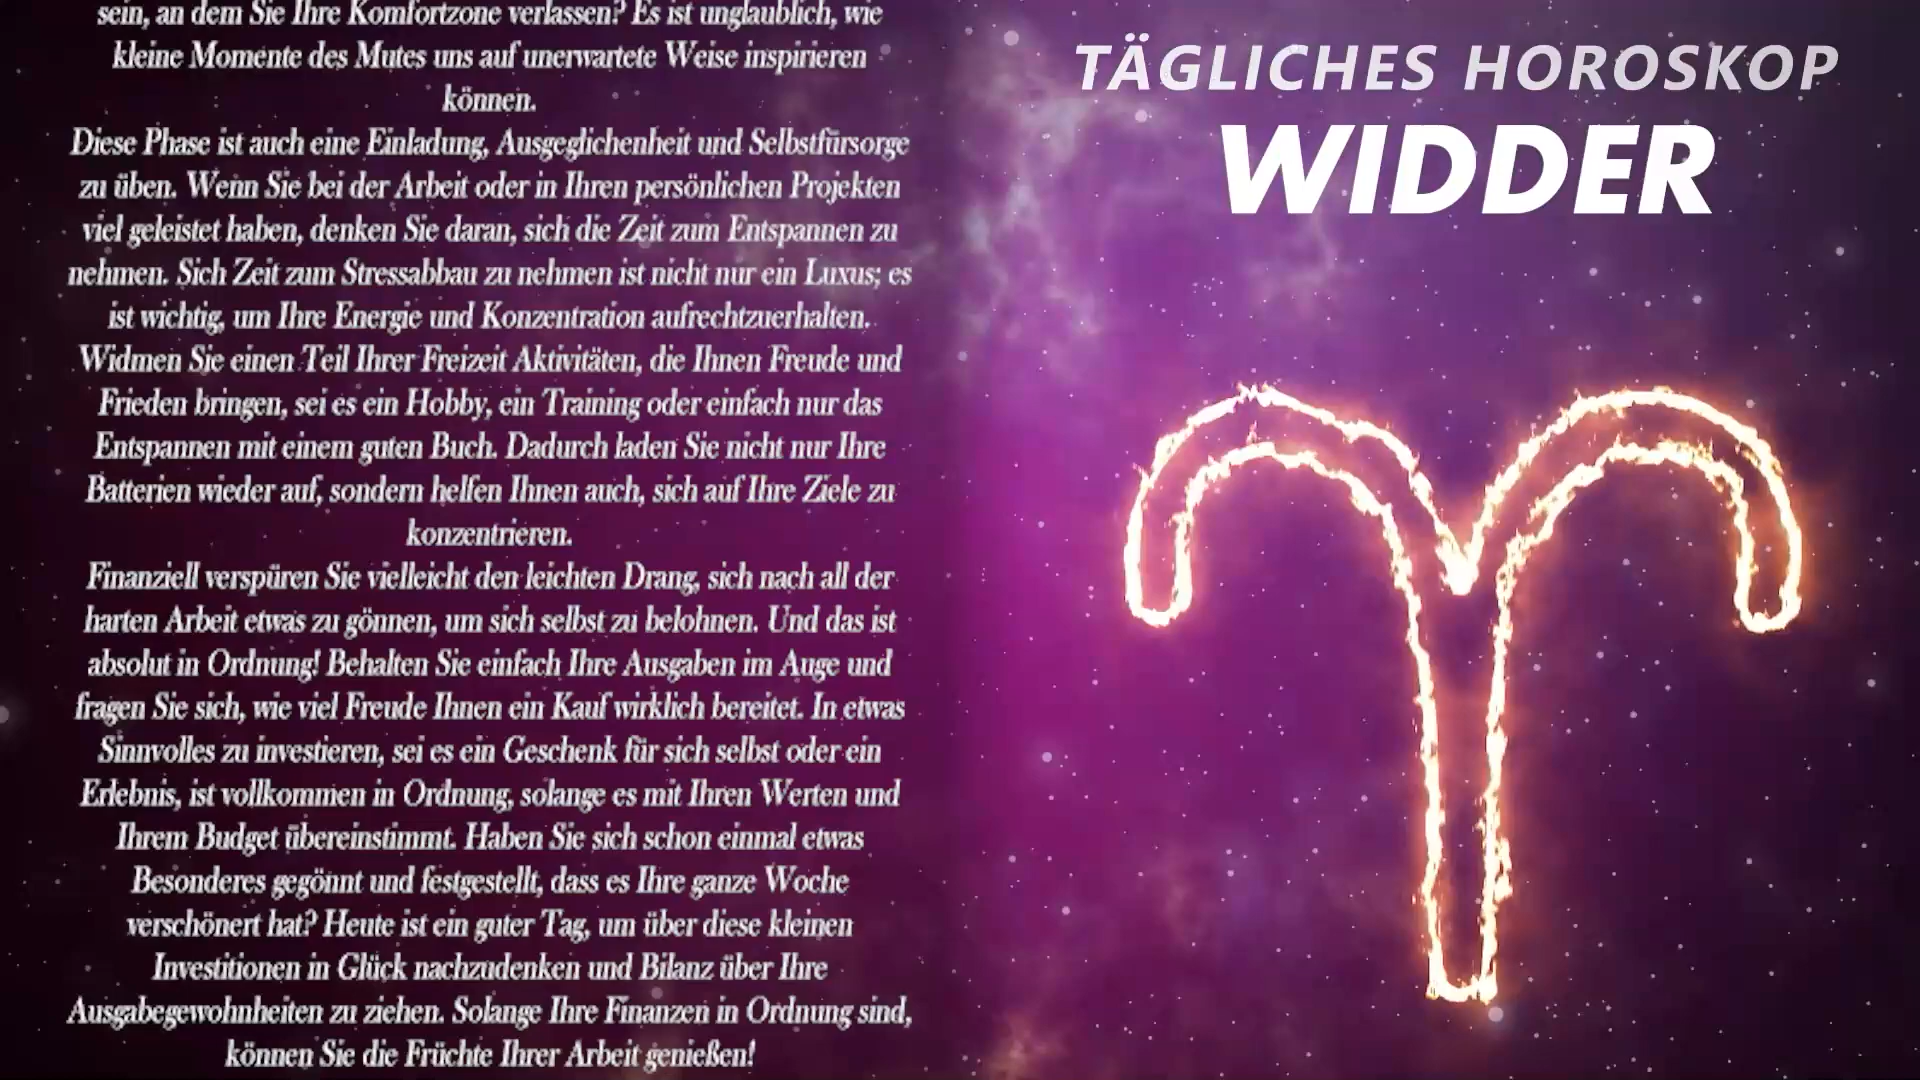 sein, an dem Sie Ihre Komfortzone verlassen? Es ist unglaublich, wie
kleine Momente des Mutes uns auf unerwartete Weise inspirieren
können.
Diese Phase ist auch eine Einladung, Ausgeglichenheit und Selbstfürsorge
zu üben. Wenn Sie bei der Arbeit oder in Ihren persönlichen Projekten
viel geleistet haben, denken Sie daran, sich die Zeit zum Entspannen zu
nehmen. Sich Zeit zum Stressabbau zu nehmen ist nicht nur ein Luxus; es
ist wichtig, um Ihre Energie und Konzentration aufrechtzuerhalten.
Widmen Sie einen Teil Ihrer Freizeit Aktivitäten, die Ihnen Freude und
Frieden bringen, sei es ein Hobby, ein Training oder einfach nur das
Entspannen mit einem guten Buch. Dadurch laden Sie nicht nur Ihre
Batterien wieder auf, sondern helfen Ihnen auch, sich auf Ihre Ziele zu
konzentrieren.
Finanziell verspüren Sie vielleicht den leichten Drang, sich nach all der
harten Arbeit etwas zu gönnen, um sich selbst zu belohnen. Und das ist
absolut in Ordnung! Behalten Sie einfach Ihre Ausgaben im Auge und
fragen Sie sich, wie viel Freude Ihnen ein Kauf wirklich bereitet. In etwas
Sinnvolles zu investieren, sei es ein Geschenk für sich selbst oder ein
Erlebnis, ist vollkommen in Ordnung, solange es mit Ihren Werten und
Ihrem Budget übereinstimmt. Haben Sie sich schon einmal etwas
Besonderes gegönnt und festgestellt, dass es Ihre ganze Woche
verschönert hat? Heute ist ein guter Tag, um über diese kleinen
Investitionen in Glück nachzudenken und Bilanz über Ihre
Ausgabegewohnheiten zu ziehen. Solange Ihre Finanzen in Ordnung sind,
können Sie die Früchte Ihrer Arbeit genießen!
TÄGLICHES HOROSKOP
WIDDER